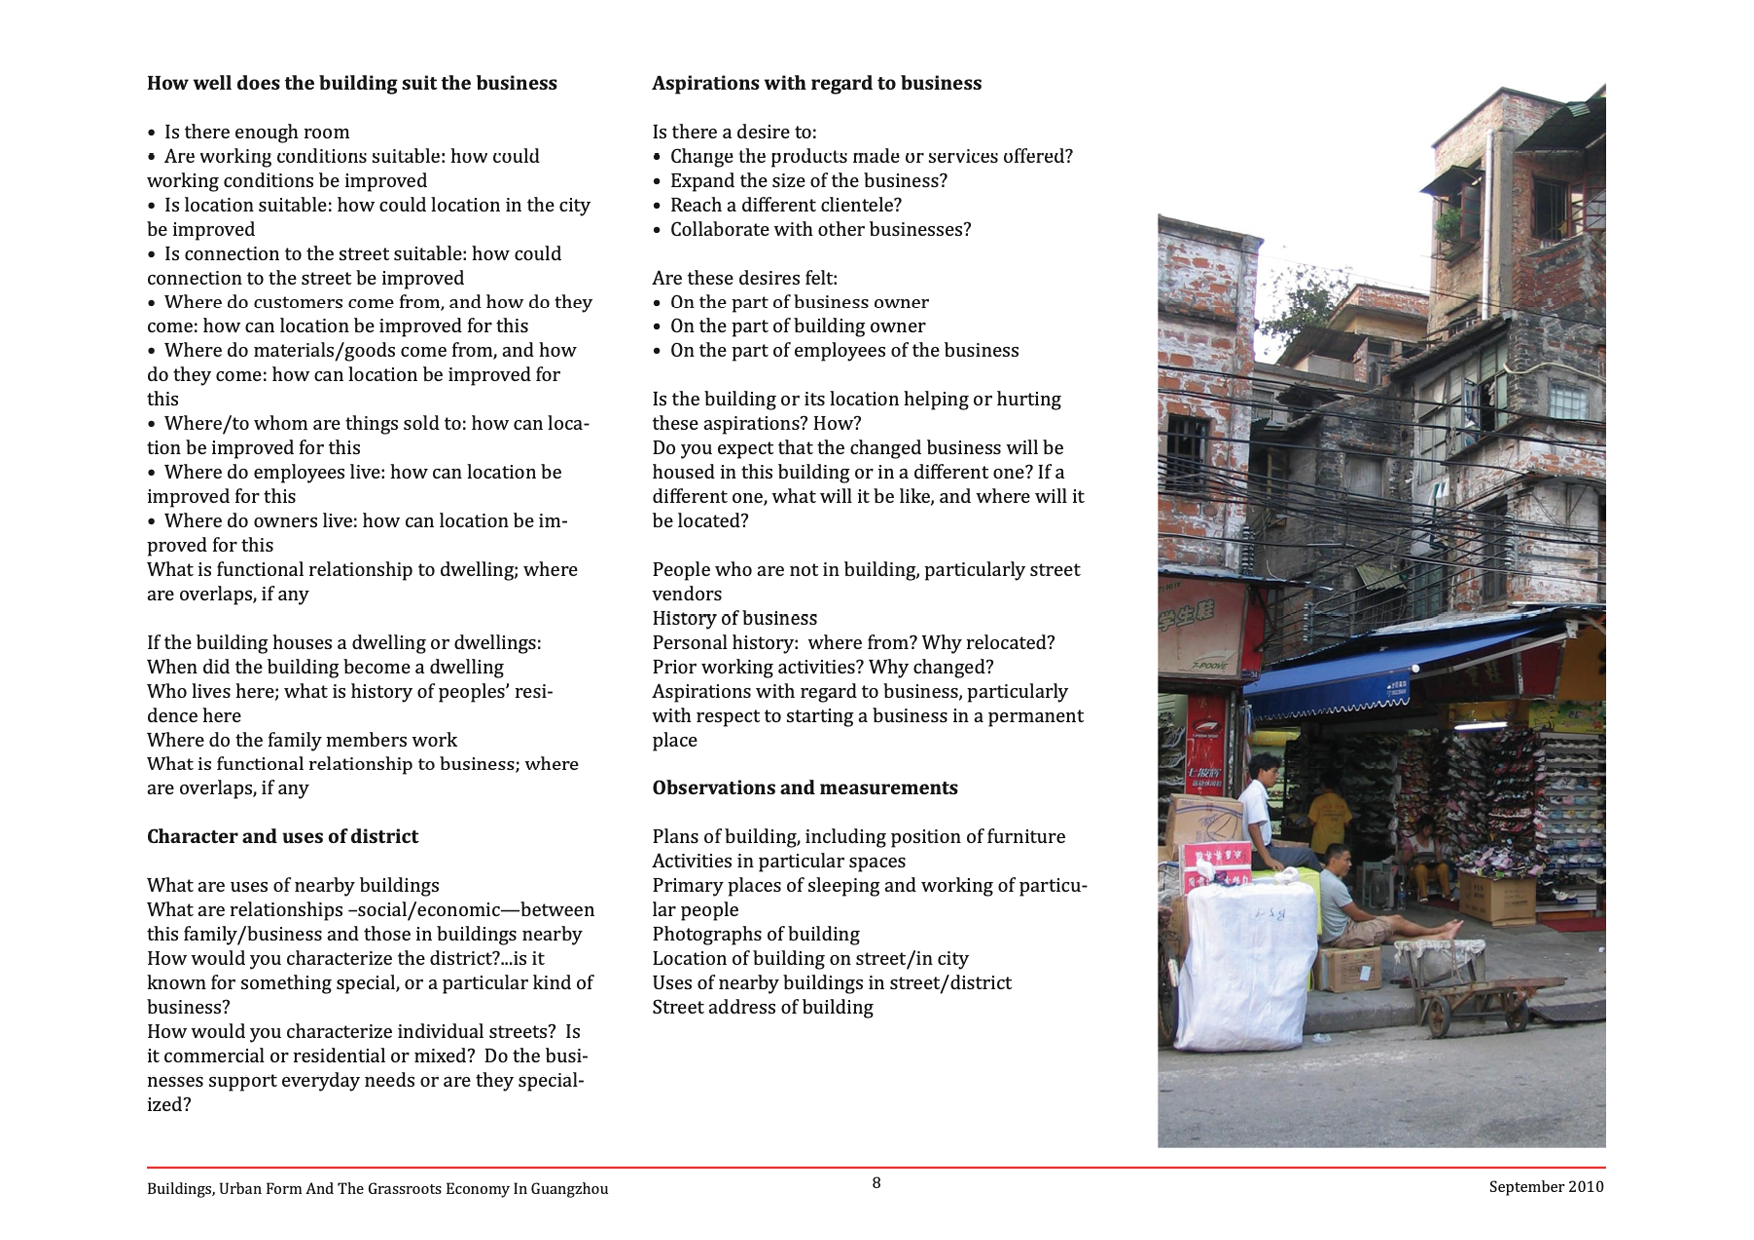 How well does the building suit the business
• Is there enough room
• Are working conditions suitable: how could
working conditions be improved
• Is location suitable: how could location in the city
be improved
• Is connection to the street suitable: how could
connection to the street be improved
• Where do customers come from, and how do they
come: how can location be improved for this
• Where do materials/goods come from, and how
do they come: how can location be improved for
this
• Where/to whom are things sold to: how can loca-
tion be improved for this
• Where do employees live: how can location be
improved for this
• Where do owners live: how can location be im-
proved for this
What is functional relationship to dwelling; where
are overlaps, if any
If the building houses a dwelling or dwellings:
When did the building become a dwelling
Who lives here; what is history of peoples’ resi-
dence here
Where do the family members work
What is functional relationship to business; where
are overlaps, if any
Character and uses of district
What are uses of nearby buildings
What are relationships –social/economic—between
this family/business and those in buildings nearby
How would you characterize the district?...is it
known for something special, or a particular kind of
business?
How would you characterize individual streets?  Is
it commercial or residential or mixed?  Do the busi-
nesses support everyday needs or are they special-
ized?
Aspirations with regard to business
Is there a desire to:
• Change the products made or services offered?
• Expand the size of the business?
• Reach a different clientele?
• Collaborate with other businesses?
Are these desires felt:
• On the part of business owner
• On the part of building owner
• On the part of employees of the business
Is the building or its location helping or hurting
these aspirations? How?
Do you expect that the changed business will be
housed in this building or in a different one? If a
different one, what will it be like, and where will it
be located?
People who are not in building, particularly street
vendors
History of business
Personal history:  where from? Why relocated?
Prior working activities? Why changed?
Aspirations with regard to business, particularly
with respect to starting a business in a permanent
place
Observations and measurements
Plans of building, including position of furniture
Activities in particular spaces
Primary places of sleeping and working of particu-
lar people
Photographs of building
Location of building on street/in city
Uses of nearby buildings in street/district
Street address of building
学生鞋
7-POOVE
Buildings, Urban Form And The Grassroots Economy In Guangzhou
8
September 2010